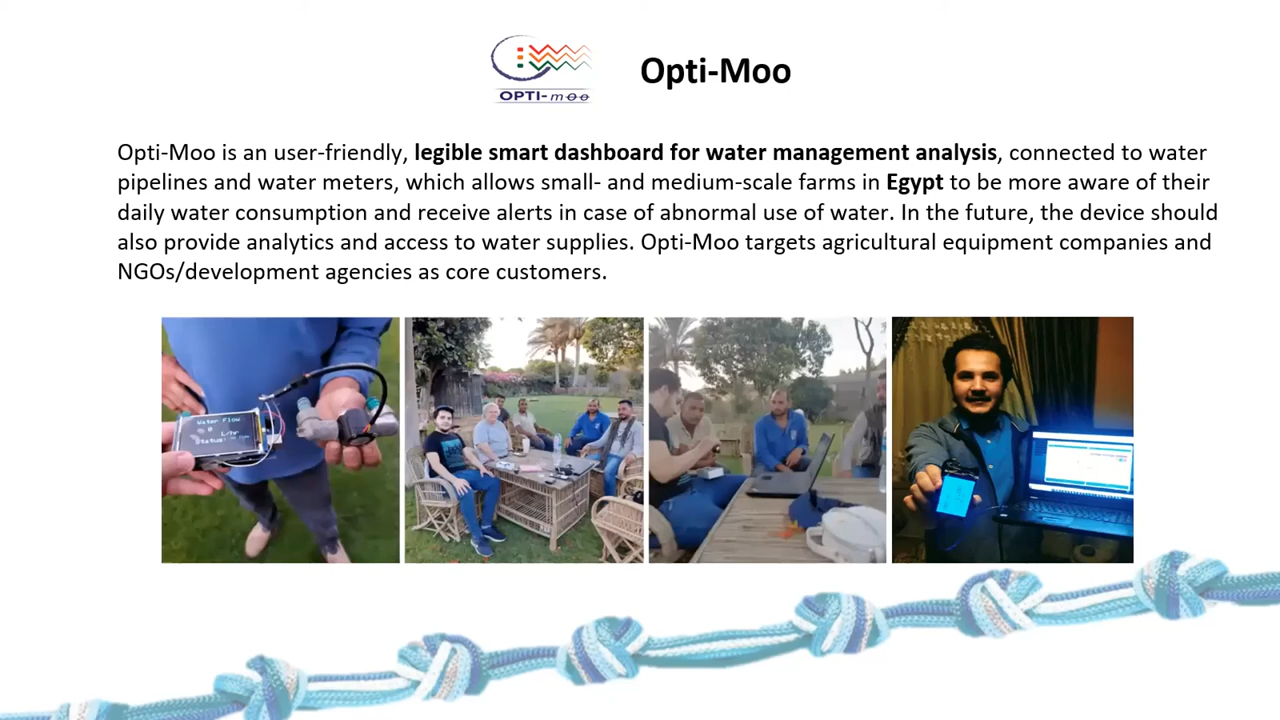 OPTI-moo
Opti-Moo
Opti-Moo is an user-friendly, legible smart dashboard for water management analysis, connected to water
pipelines and water meters, which allows small- and medium-scale farms in Egypt to be more aware of their
daily water consumption and receive alerts in case of abnormal use of water. In the future, the device should
also provide analytics and access to water supplies. Opti-Moo targets agricultural equipment companies and
NGOs/development agencies as core customers.
Water Flow
0
L/hr
Status: